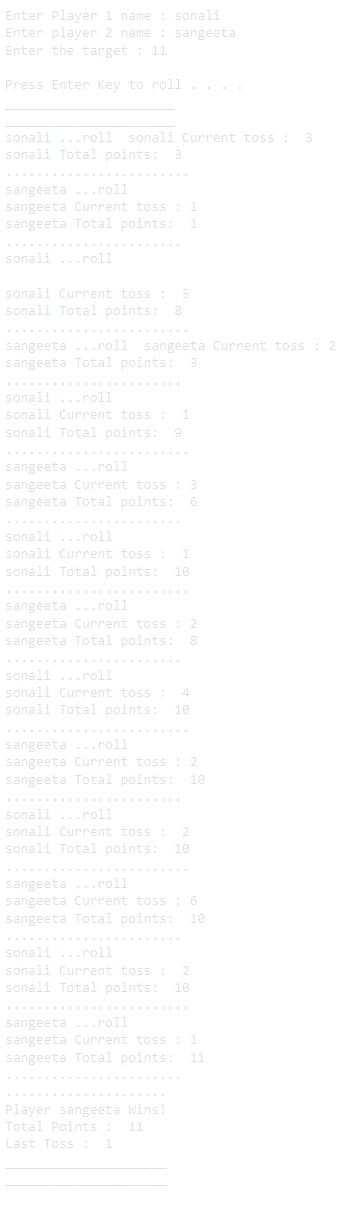 Enter Player 1 name : sonali
Enter player 2 name : sangeeta
Enter the target : 11
Press Enter Key to roll . . . .
______________________
______________________
sonali ...roll  sonali Current toss :  3
sonali Total points:  3
........................
sangeeta ...roll
sangeeta Current toss : 1
sangeeta Total points:  1
.......................
sonali ...roll
sonali Current toss :  5
sonali Total points:  8
........................
sangeeta ...roll  sangeeta Current toss : 2
sangeeta Total points:  3
.......................
sonali ...roll
sonali Current toss :  1
sonali Total points:  9
........................
sangeeta ...roll
sangeeta Current toss : 3
sangeeta Total points:  6
.......................
sonali ...roll
sonali Current toss :  1
sonali Total points:  10
........................
sangeeta ...roll
sangeeta Current toss : 2
sangeeta Total points:  8
.......................
sonali ...roll
sonali Current toss :  4
sonali Total points:  10
........................
sangeeta ...roll
sangeeta Current toss : 2
sangeeta Total points:  10
.......................
sonali ...roll
sonali Current toss :  2
sonali Total points:  10
........................
sangeeta ...roll
sangeeta Current toss : 6
sangeeta Total points:  10
.......................
sonali ...roll
sonali Current toss :  2
sonali Total points:  10
........................
sangeeta ...roll
sangeeta Current toss : 1
sangeeta Total points:  11
.......................
.....................
Player sangeeta Wins!
Total Points :  11
Last Toss :  1
_____________________
_____________________